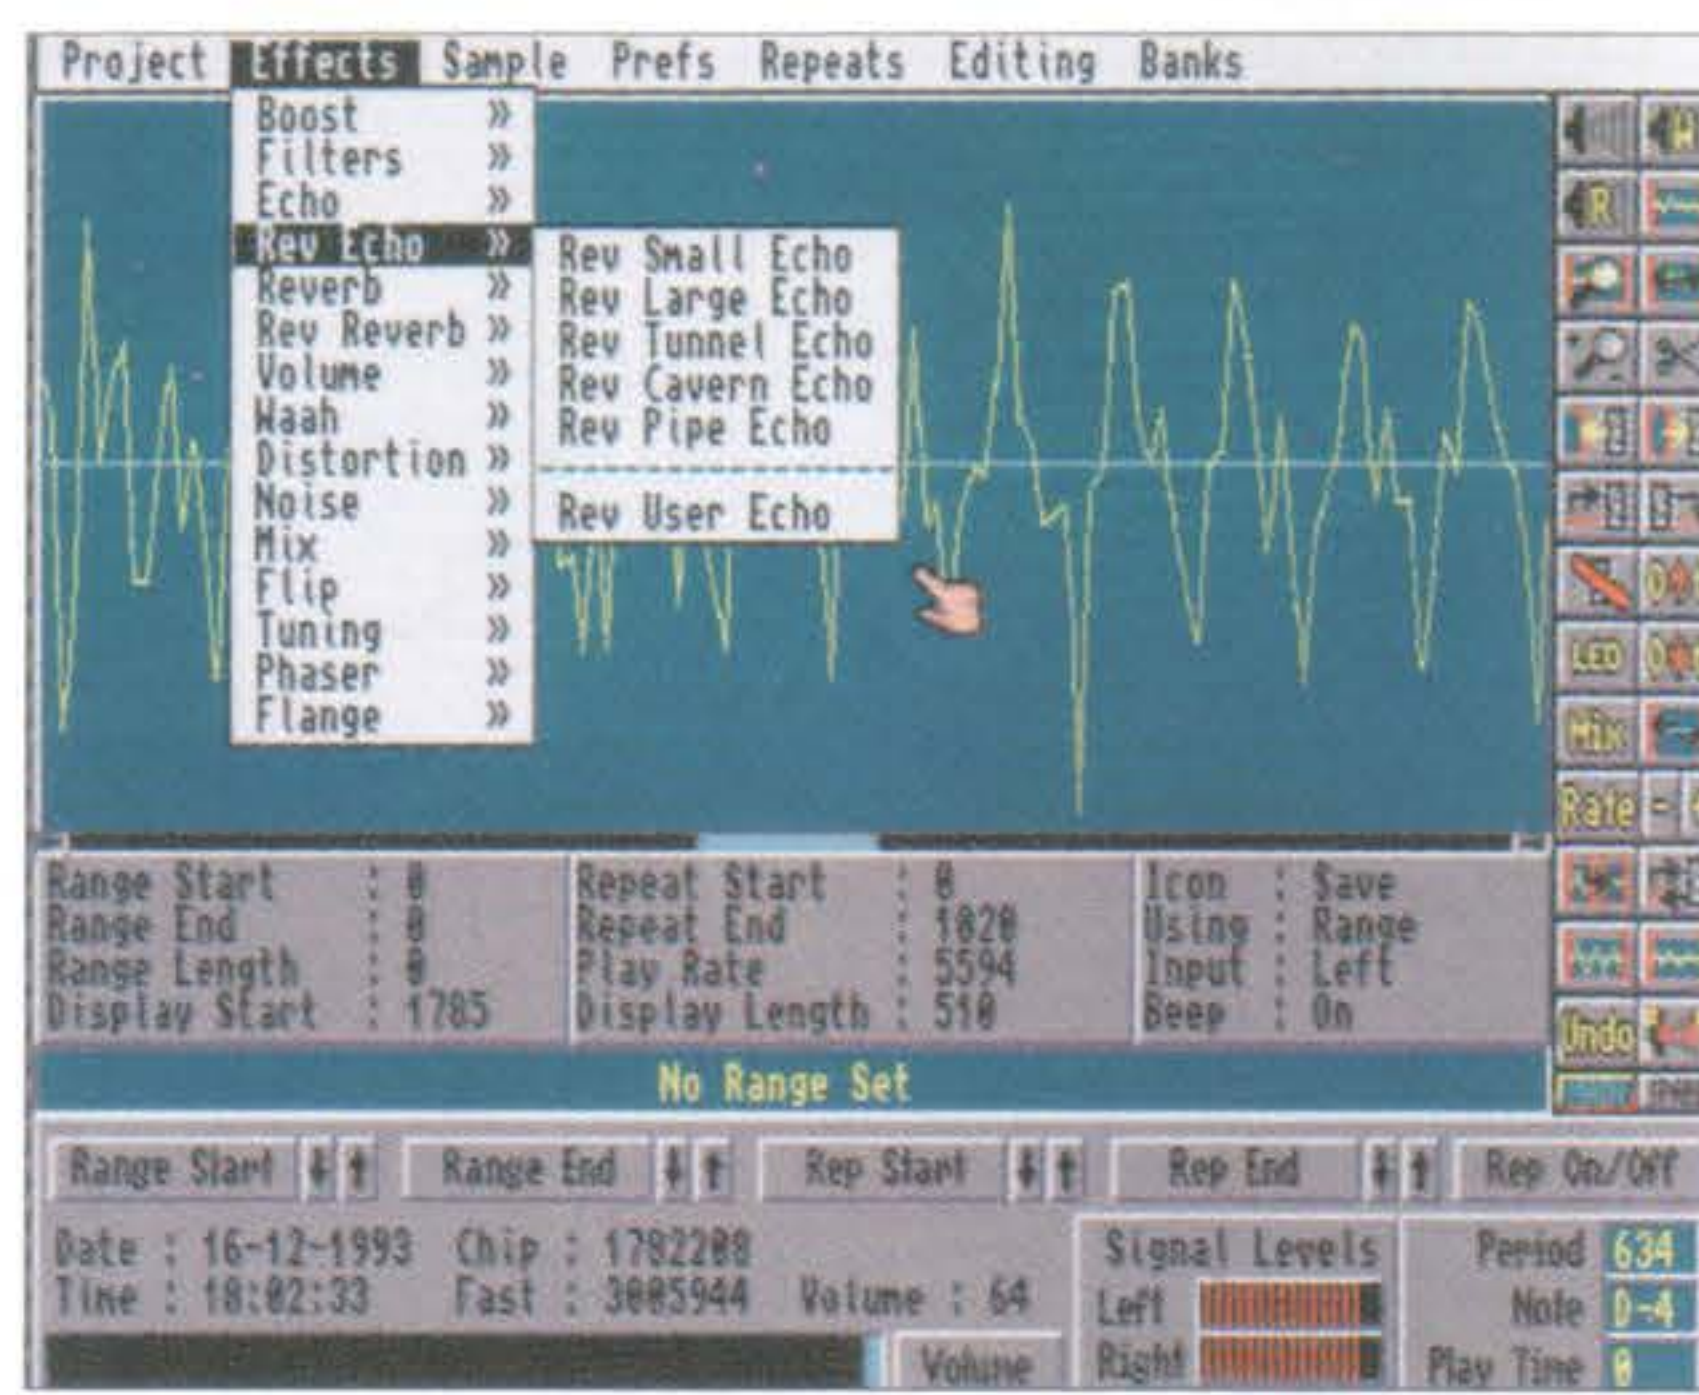 Project Effects Sample Prefs Repeats Editing Banks
Boost »
Filters »
Echo »
Rev Echo »
Reverb »
Rev Reverb »
Volume »
Waah »
Distortion »
Noise »
Mix »
Flip »
Tuning »
Phaser »
Flange »
Rev Small Echo
Rev Large Echo
Rev Tunnel Echo
Rev Cavern Echo
Rev Pipe Echo
Rev User Echo
R
LEO
Mix
Rate -
Undo
Range Start : 0
Range End : 0
Range Length : 0
Display Start : 1785
Repeat Start : 0
Repeat End : 1020
Play Rate : 5594
Display Length : 510
Icon : Save
Using : Range
Input : Left
Beep : On
No Range Set
Range Start Range End Rep Start Rep End Rep On/Off
Date : 16-12-1993 Chip : 1782208
Time : 18:02:33 Fast : 3005944 Volume : 64
Volume
Signal Levels
Left
Right
Period 634
Note D-4
Play Time 0